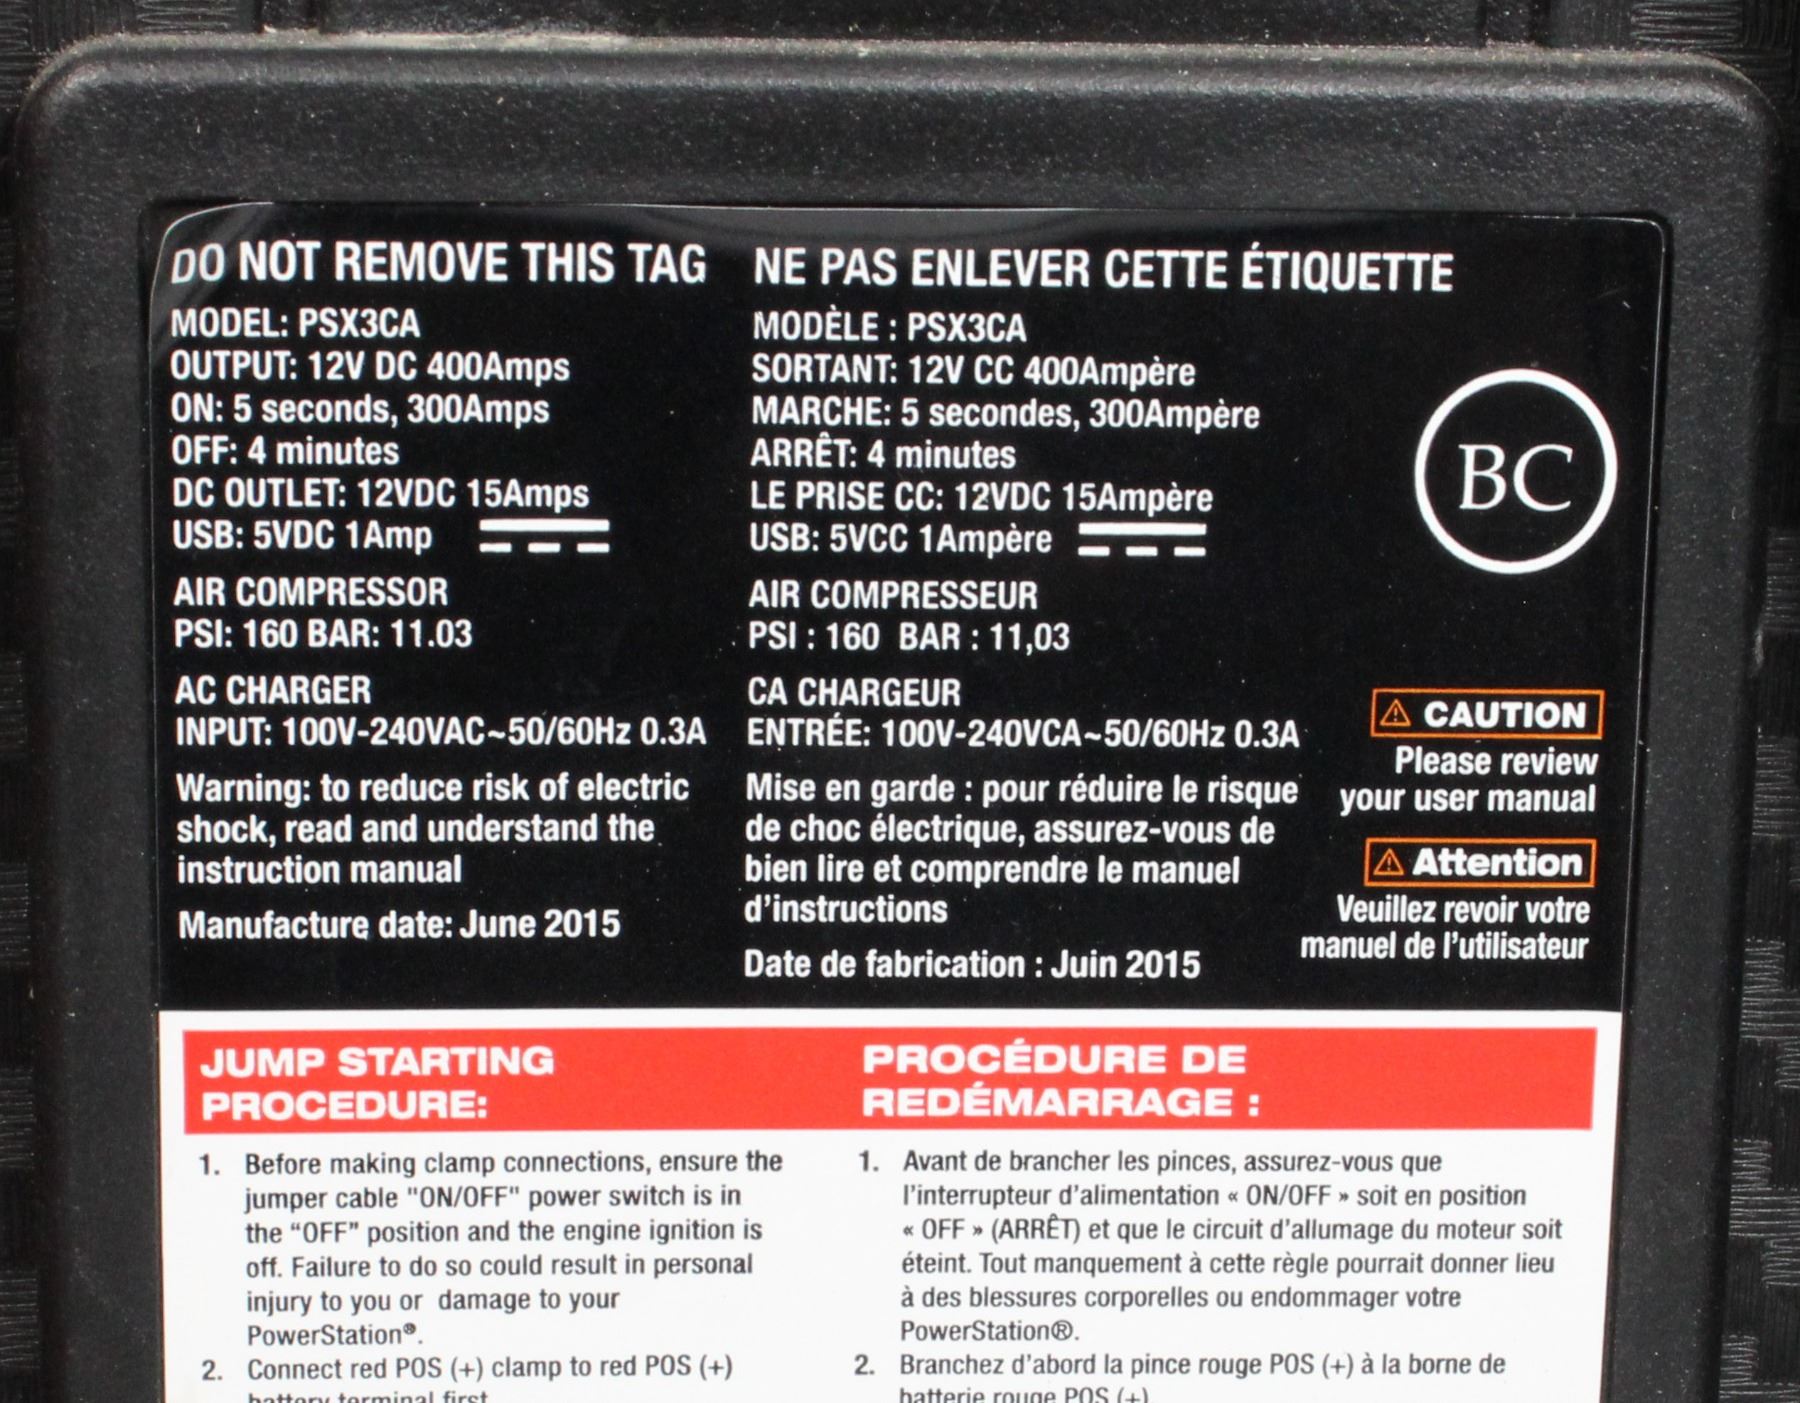 DO NOT REMOVE THIS TAG
MODEL: PSX3CA
OUTPUT: 12V DC 400Amps
ON: 5 seconds, 300Amps
OFF: 4 minutes
DC OUTLET: 12VDC 15Amps
USB: 5VDC 1Amp
AIR COMPRESSOR
PSI: 160 BAR: 11.03
AC CHARGER
INPUT: 100V-240VAC~50/60Hz 0.3A
Warning: to reduce risk of electric
shock, read and understand the
instruction manual
Manufacture date: June 2015
NE PAS ENLEVER CETTE ÉTIQUETTE
MODÈLE : PSX3CA
SORTANT: 12V CC 400Ampère
MARCHE: 5 secondes, 300Ampère
ARRÊT: 4 minutes
LE PRISE CC: 12VDC 15Ampère
USB: 5VCC 1Ampère
AIR COMPRESSEUR
PSI : 160 BAR : 11,03
CA CHARGEUR
ENTRÉE: 100V-240VCA~50/60Hz 0.3A
Mise en garde : pour réduire le risque
de choc électrique, assurez-vous de
bien lire et comprendre le manuel
d'instructions
Date de fabrication : Juin 2015
BC
⚠ CAUTION
Please review
your user manual
⚠ Attention
Veuillez revoir votre
manuel de l'utilisateur
JUMP STARTING
PROCEDURE:
1. Before making clamp connections, ensure the
jumper cable "ON/OFF" power switch is in
the “OFF” position and the engine ignition is
off. Failure to do so could result in personal
injury to you or damage to your
PowerStation®.
2. Connect red POS (+) clamp to red POS (+)
battery terminal first
PROCÉDURE DE
REDÉMARRAGE :
1. Avant de brancher les pinces, assurez-vous que
l'interrupteur d'alimentation « ON/OFF » soit en position
« OFF » (ARRÊT) et que le circuit d'allumage du moteur soit
éteint. Tout manquement à cette règle pourrait donner lieu
à des blessures corporelles ou endommager votre
PowerStation®.
2. Branchez d'abord la pince rouge POS (+) à la borne de
batterie rouge POS (+)